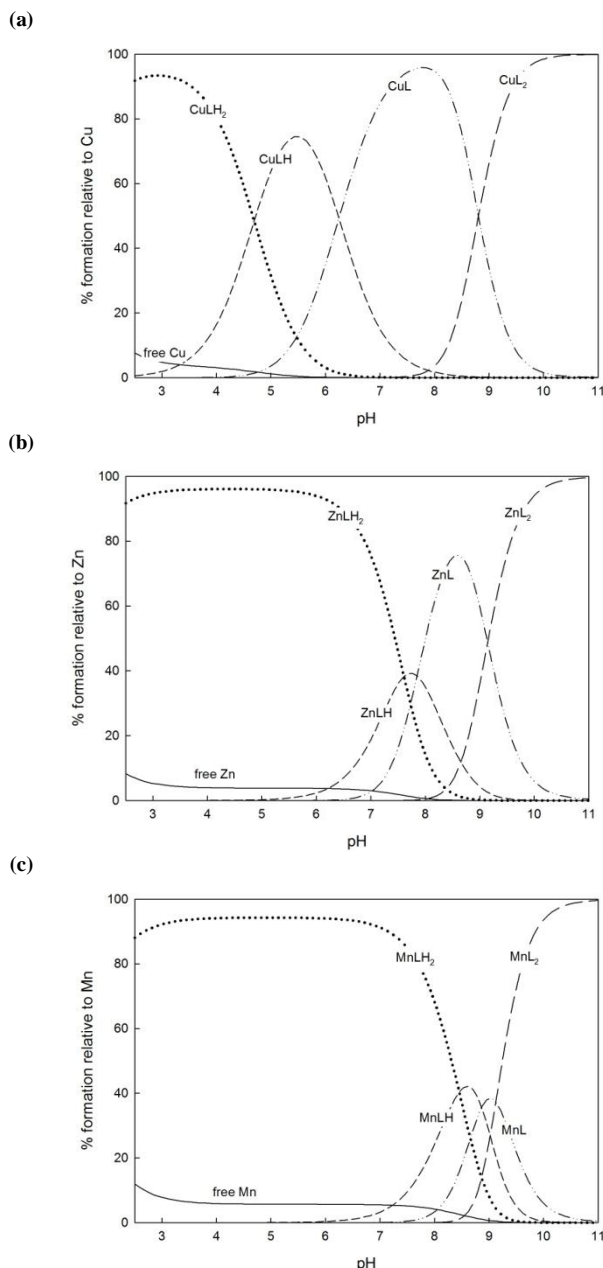 (a)
% formation relative to Cu
100
80
60
40
20
0
CuLH₂
CuLH
CuL
CuL₂
free Cu
3 4 5 6 7 8 9 10 11
pH
(b)
% formation relative to Zn
100
80
60
40
20
0
ZnLH₂
ZnL₂
ZnL
ZnLH
free Zn
3 4 5 6 7 8 9 10 11
pH
(c)
% formation relative to Mn
100
80
60
40
20
0
MnLH₂
MnL₂
MnLH
MnL
free Mn
3 4 5 6 7 8 9 10 11
pH